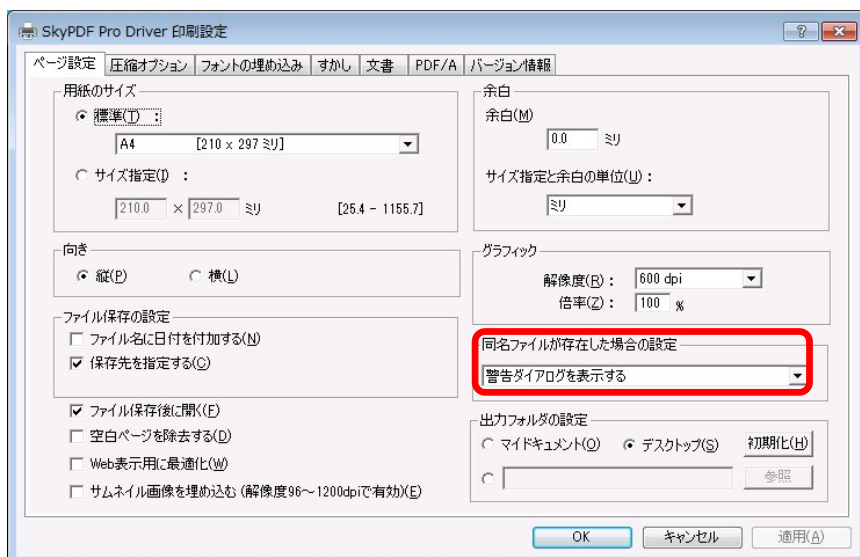 SkyPDF Pro Driver 印刷設定
ページ設定 圧縮オプション フォントの埋め込み すかし 文書 PDF/A バージョン情報
用紙のサイズ
標準(T) :
A4 [210 x 297 ミリ]
サイズ指定(I) :
210.0 × 297.0 ミリ [25.4 - 1155.7]
向き
縦(P) 横(L)
ファイル保存の設定
ファイル名に日付を付加する(N)
保存先を指定する(C)
ファイル保存後に開く(F)
空白ページを除去する(D)
Web表示用に最適化(W)
サムネイル画像を埋め込む (解像度96～1200dpiで有効)(E)
余白
余白(M)
0.0 ミリ
サイズ指定と余白の単位(U) :
ミリ
グラフィック
解像度(R) : 600 dpi
倍率(Z) : 100 %
同名ファイルが存在した場合の設定
警告ダイアログを表示する
出力フォルダの設定
マイドキュメント(O) デスクトップ(S) 初期化(H)
参照
OK キャンセル 適用(A)